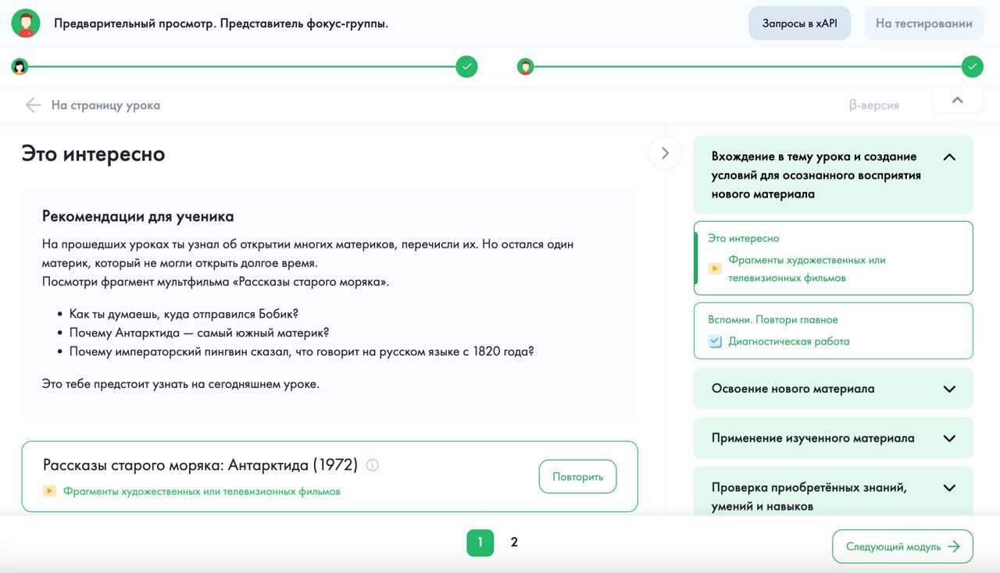 Предварительный просмотр. Представитель фокус-группы.
Запросы в xAPI
На тестировании
На страницу урока
β-версия
Это интересно
Рекомендации для ученика
На прошедших уроках ты узнал об открытии многих материков, перечисли их. Но остался один
материк, который не могли открыть долгое время.
Посмотри фрагмент мультфильма «Рассказы старого моряка».
• Как ты думаешь, куда отправился Бобик?
• Почему Антарктида — самый южный материк?
• Почему императорский пингвин сказал, что говорит на русском языке с 1820 года?
Это тебе предстоит узнать на сегодняшнем уроке.
Рассказы старого моряка: Антарктида (1972)
Фрагменты художественных или телевизионных фильмов
Повторить
Вхождение в тему урока и создание
условий для осознанного восприятия
нового материала
Это интересно
Фрагменты художественных или
телевизионных фильмов
Вспомни. Повтори главное
Диагностическая работа
Освоение нового материала
Применение изученного материала
Проверка приобретённых знаний,
умений и навыков
1 2
Следующий модуль